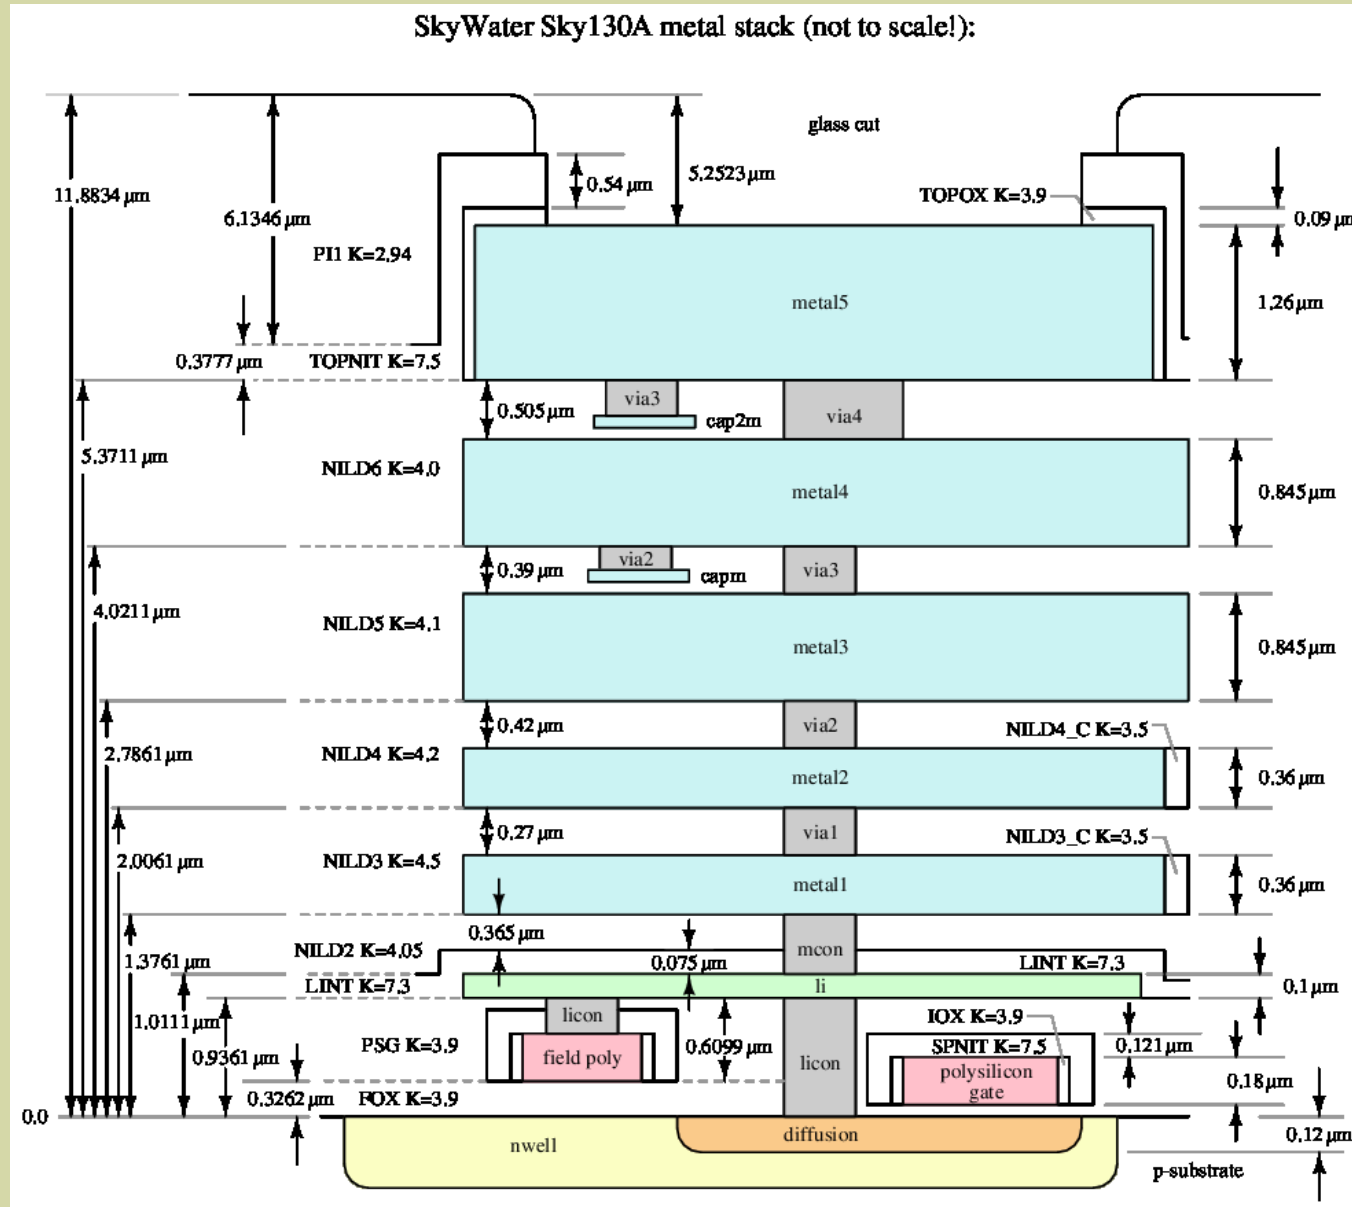 SkyWater Sky130A metal stack (not to scale!):
glass cut
11.8834 μm
6.1346 μm
0.54 μm
5.2523 μm
TOPOX K=3.9
0.09 μm
PI1 K=2.94
metal5
1.26 μm
0.3777 μm
TOPNIT K=7.5
0.505 μm
via3
cap2m
via4
5.3711 μm
NILD6 K=4.0
metal4
0.845 μm
0.39 μm
via2
capm
via3
4.0211 μm
NILD5 K=4.1
metal3
0.845 μm
0.42 μm
via2
NILD4_C K=3.5
2.7861 μm
NILD4 K=4.2
metal2
0.36 μm
0.27 μm
via1
NILD3_C K=3.5
2.0061 μm
NILD3 K=4.5
metal1
0.36 μm
0.365 μm
NILD2 K=4.05
mcon
1.3761 μm
0.075 μm
LINT K=7.3
LINT K=7.3
li
0.1 μm
1.0111 μm
licon
IOX K=3.9
PSG K=3.9
field poly
0.6099 μm
licon
SPNIT K=7.5
0.121 μm
0.9361 μm
polysilicon
gate
0.18 μm
0.3262 μm
FOX K=3.9
0.0
nwell
diffusion
0.12 μm
p-substrate